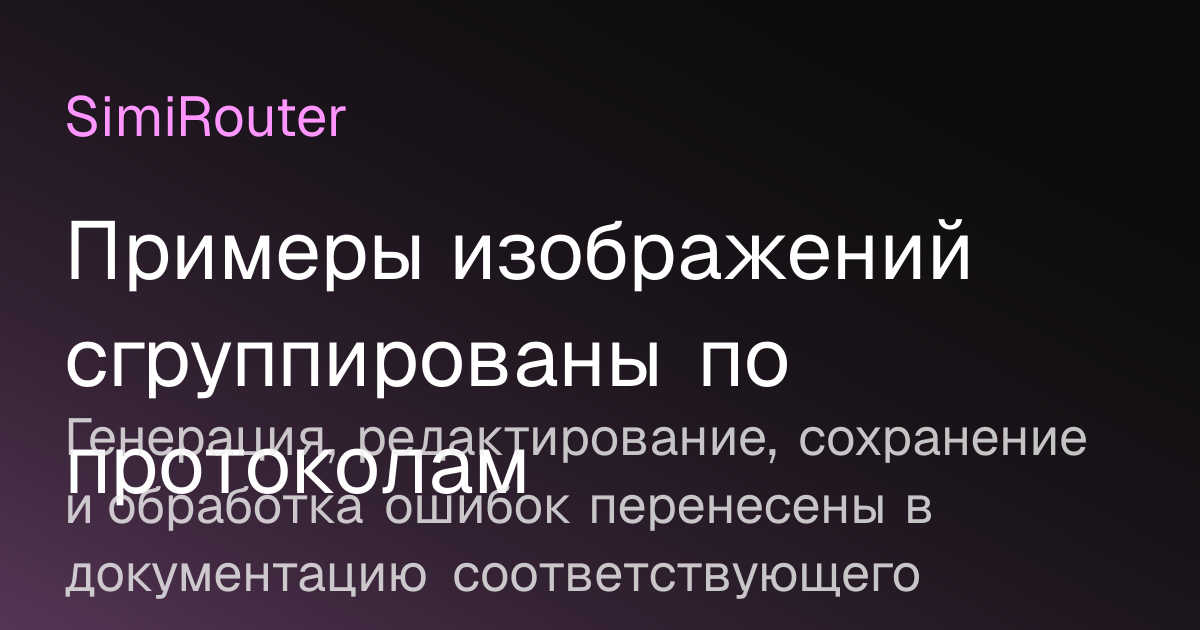 SimiRouter
Примеры изображений
сгруппированы по
протоколам
Генерация, редактирование, сохранение
и обработка ошибок перенесены в
документацию соответствующего